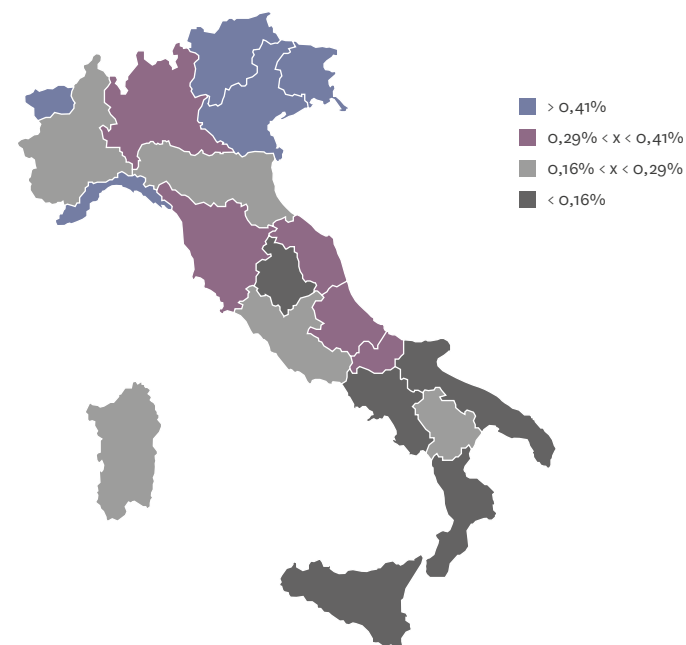 > 0,41%
0,29% < x < 0,41%
0,16% < x < 0,29%
< 0,16%